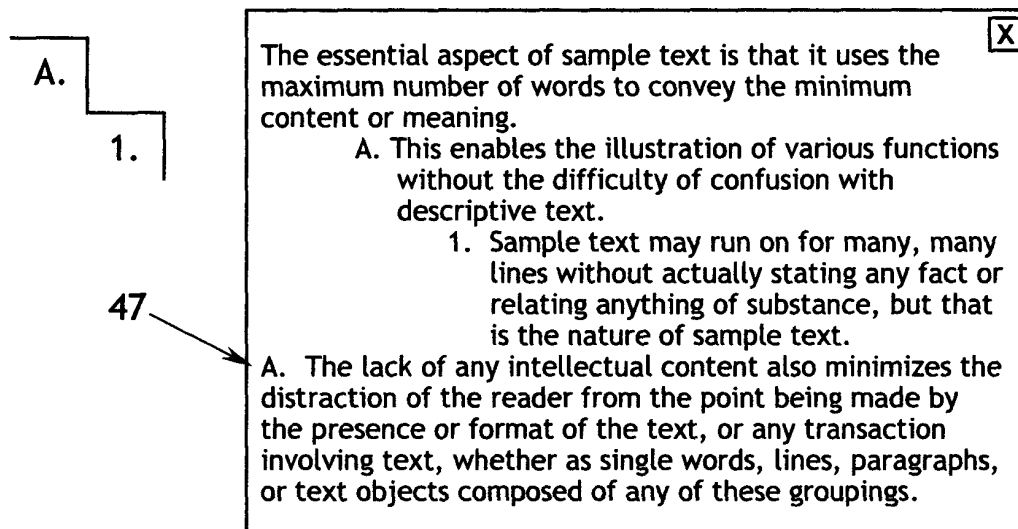 X
The essential aspect of sample text is that it uses the
maximum number of words to convey the minimum
content or meaning.
A. This enables the illustration of various functions
without the difficulty of confusion with
descriptive text.
1. Sample text may run on for many, many
lines without actually stating any fact or
relating anything of substance, but that
is the nature of sample text.
A. The lack of any intellectual content also minimizes the
distraction of the reader from the point being made by
the presence or format of the text, or any transaction
involving text, whether as single words, lines, paragraphs,
or text objects composed of any of these groupings.
A.
1.
47